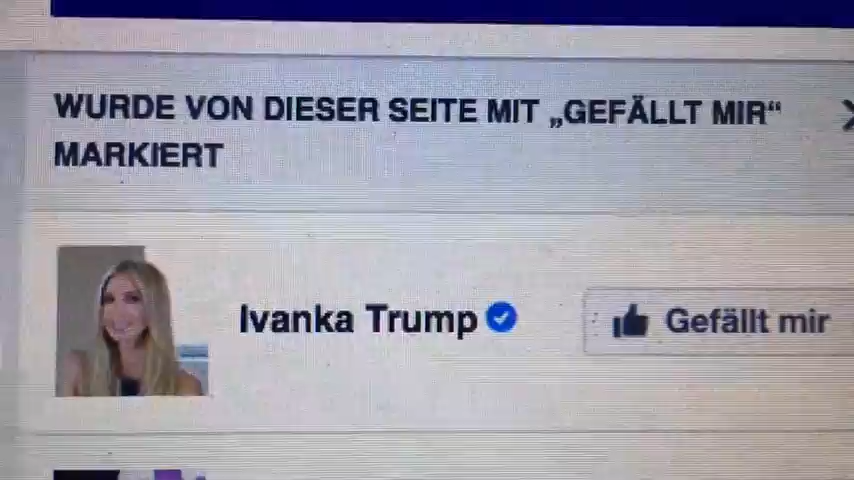 WURDE VON DIESER SEITE MIT „GEFÄLLT MIR“
MARKIERT
Ivanka Trump
Gefällt mir